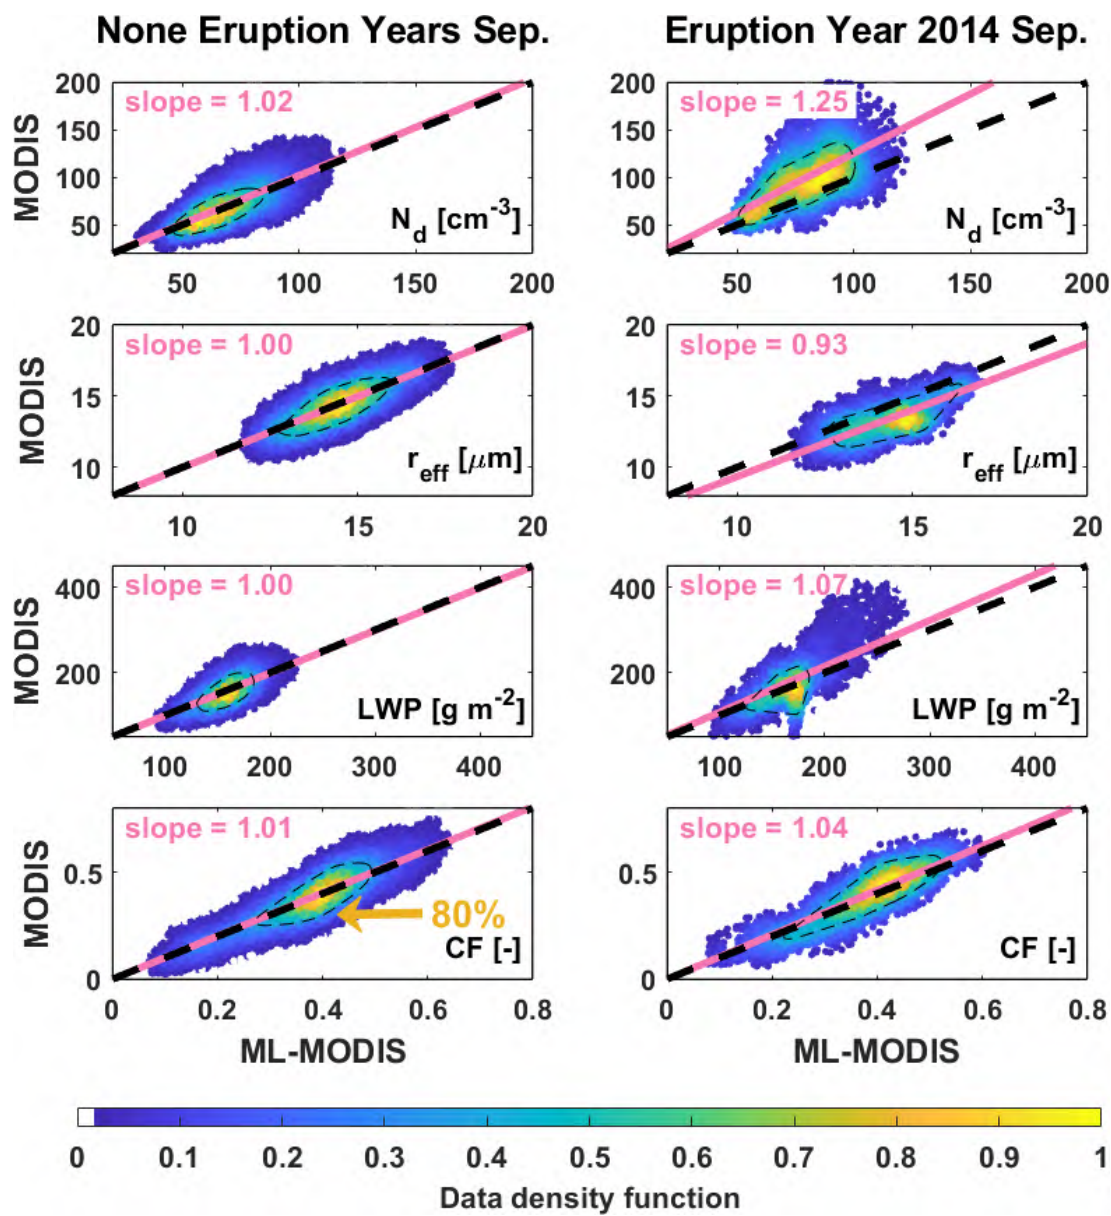 None Eruption Years Sep.
Eruption Year 2014 Sep.
MODIS
200
150
100
50
slope = 1.02
N_d [cm^-3]
50 100 150 200
200
150
100
50
slope = 1.25
N_d [cm^-3]
50 100 150 200
MODIS
20
15
10
slope = 1.00
r_eff [μm]
10 15 20
20
15
10
slope = 0.93
r_eff [μm]
10 15 20
MODIS
400
200
slope = 1.00
LWP [g m^-2]
100 200 300 400
400
200
slope = 1.07
LWP [g m^-2]
100 200 300 400
MODIS
0.5
0
slope = 1.01
80%
CF [-]
0 0.2 0.4 0.6 0.8
ML-MODIS
0.5
0
slope = 1.04
CF [-]
0 0.2 0.4 0.6 0.8
ML-MODIS
0 0.1 0.2 0.3 0.4 0.5 0.6 0.7 0.8 0.9 1
Data density function